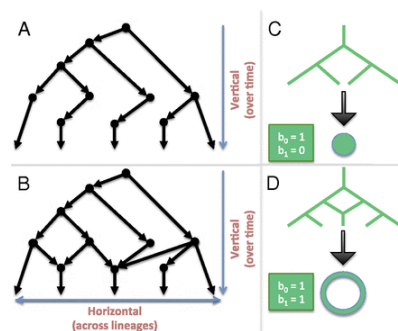 A
Vertical
(over time)
C
b₀ = 1
b₁ = 0
B
Vertical
(over time)
Horizontal
(across lineages)
D
b₀ = 1
b₁ = 1